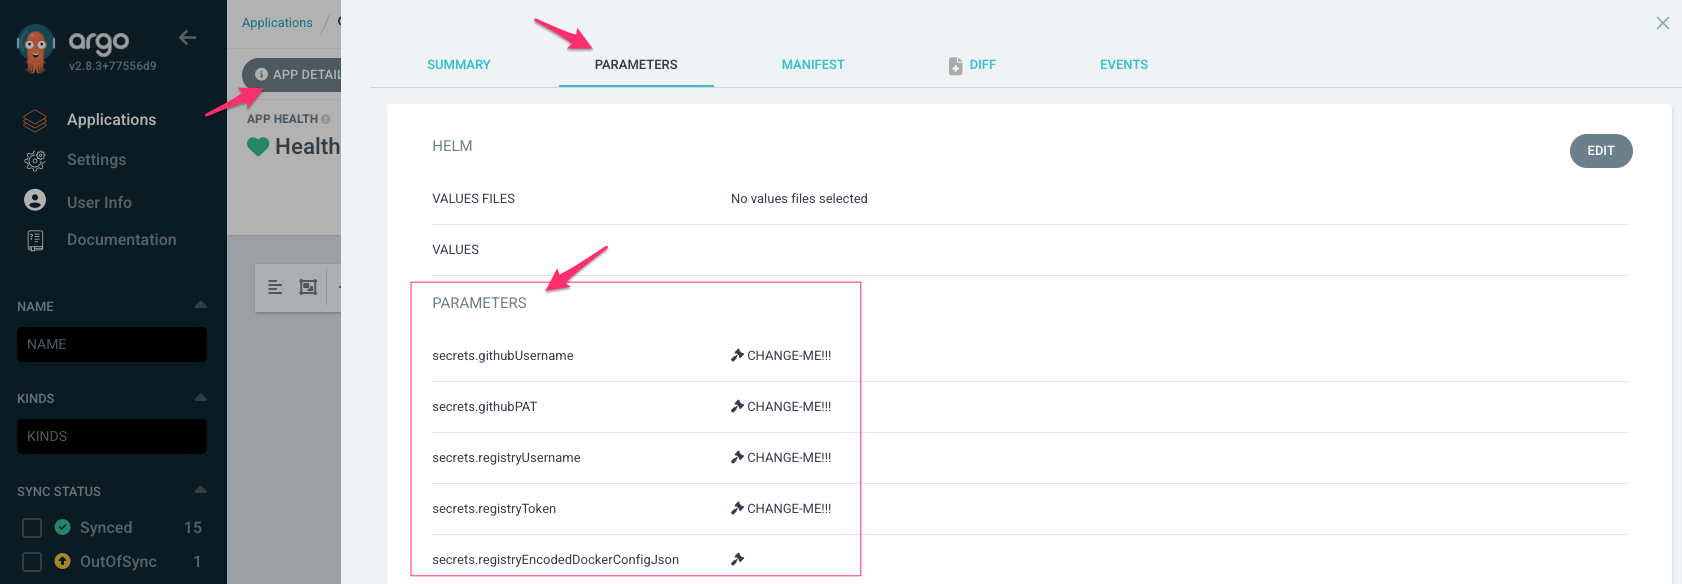 argo
v2.8.3+77556d9
Applications
Settings
User Info
Documentation
NAME
NAME
KINDS
KINDS
SYNC STATUS
Synced 15
OutOfSync 1
Applications /
APP DETAIL
APP HEALTH
Health
SUMMARY PARAMETERS MANIFEST DIFF EVENTS
HELM
EDIT
VALUES FILES No values files selected
VALUES
PARAMETERS
secrets.githubUsername CHANGE-ME!!!
secrets.githubPAT CHANGE-ME!!!
secrets.registryUsername CHANGE-ME!!!
secrets.registryToken CHANGE-ME!!!
secrets.registryEncodedDockerConfigJson